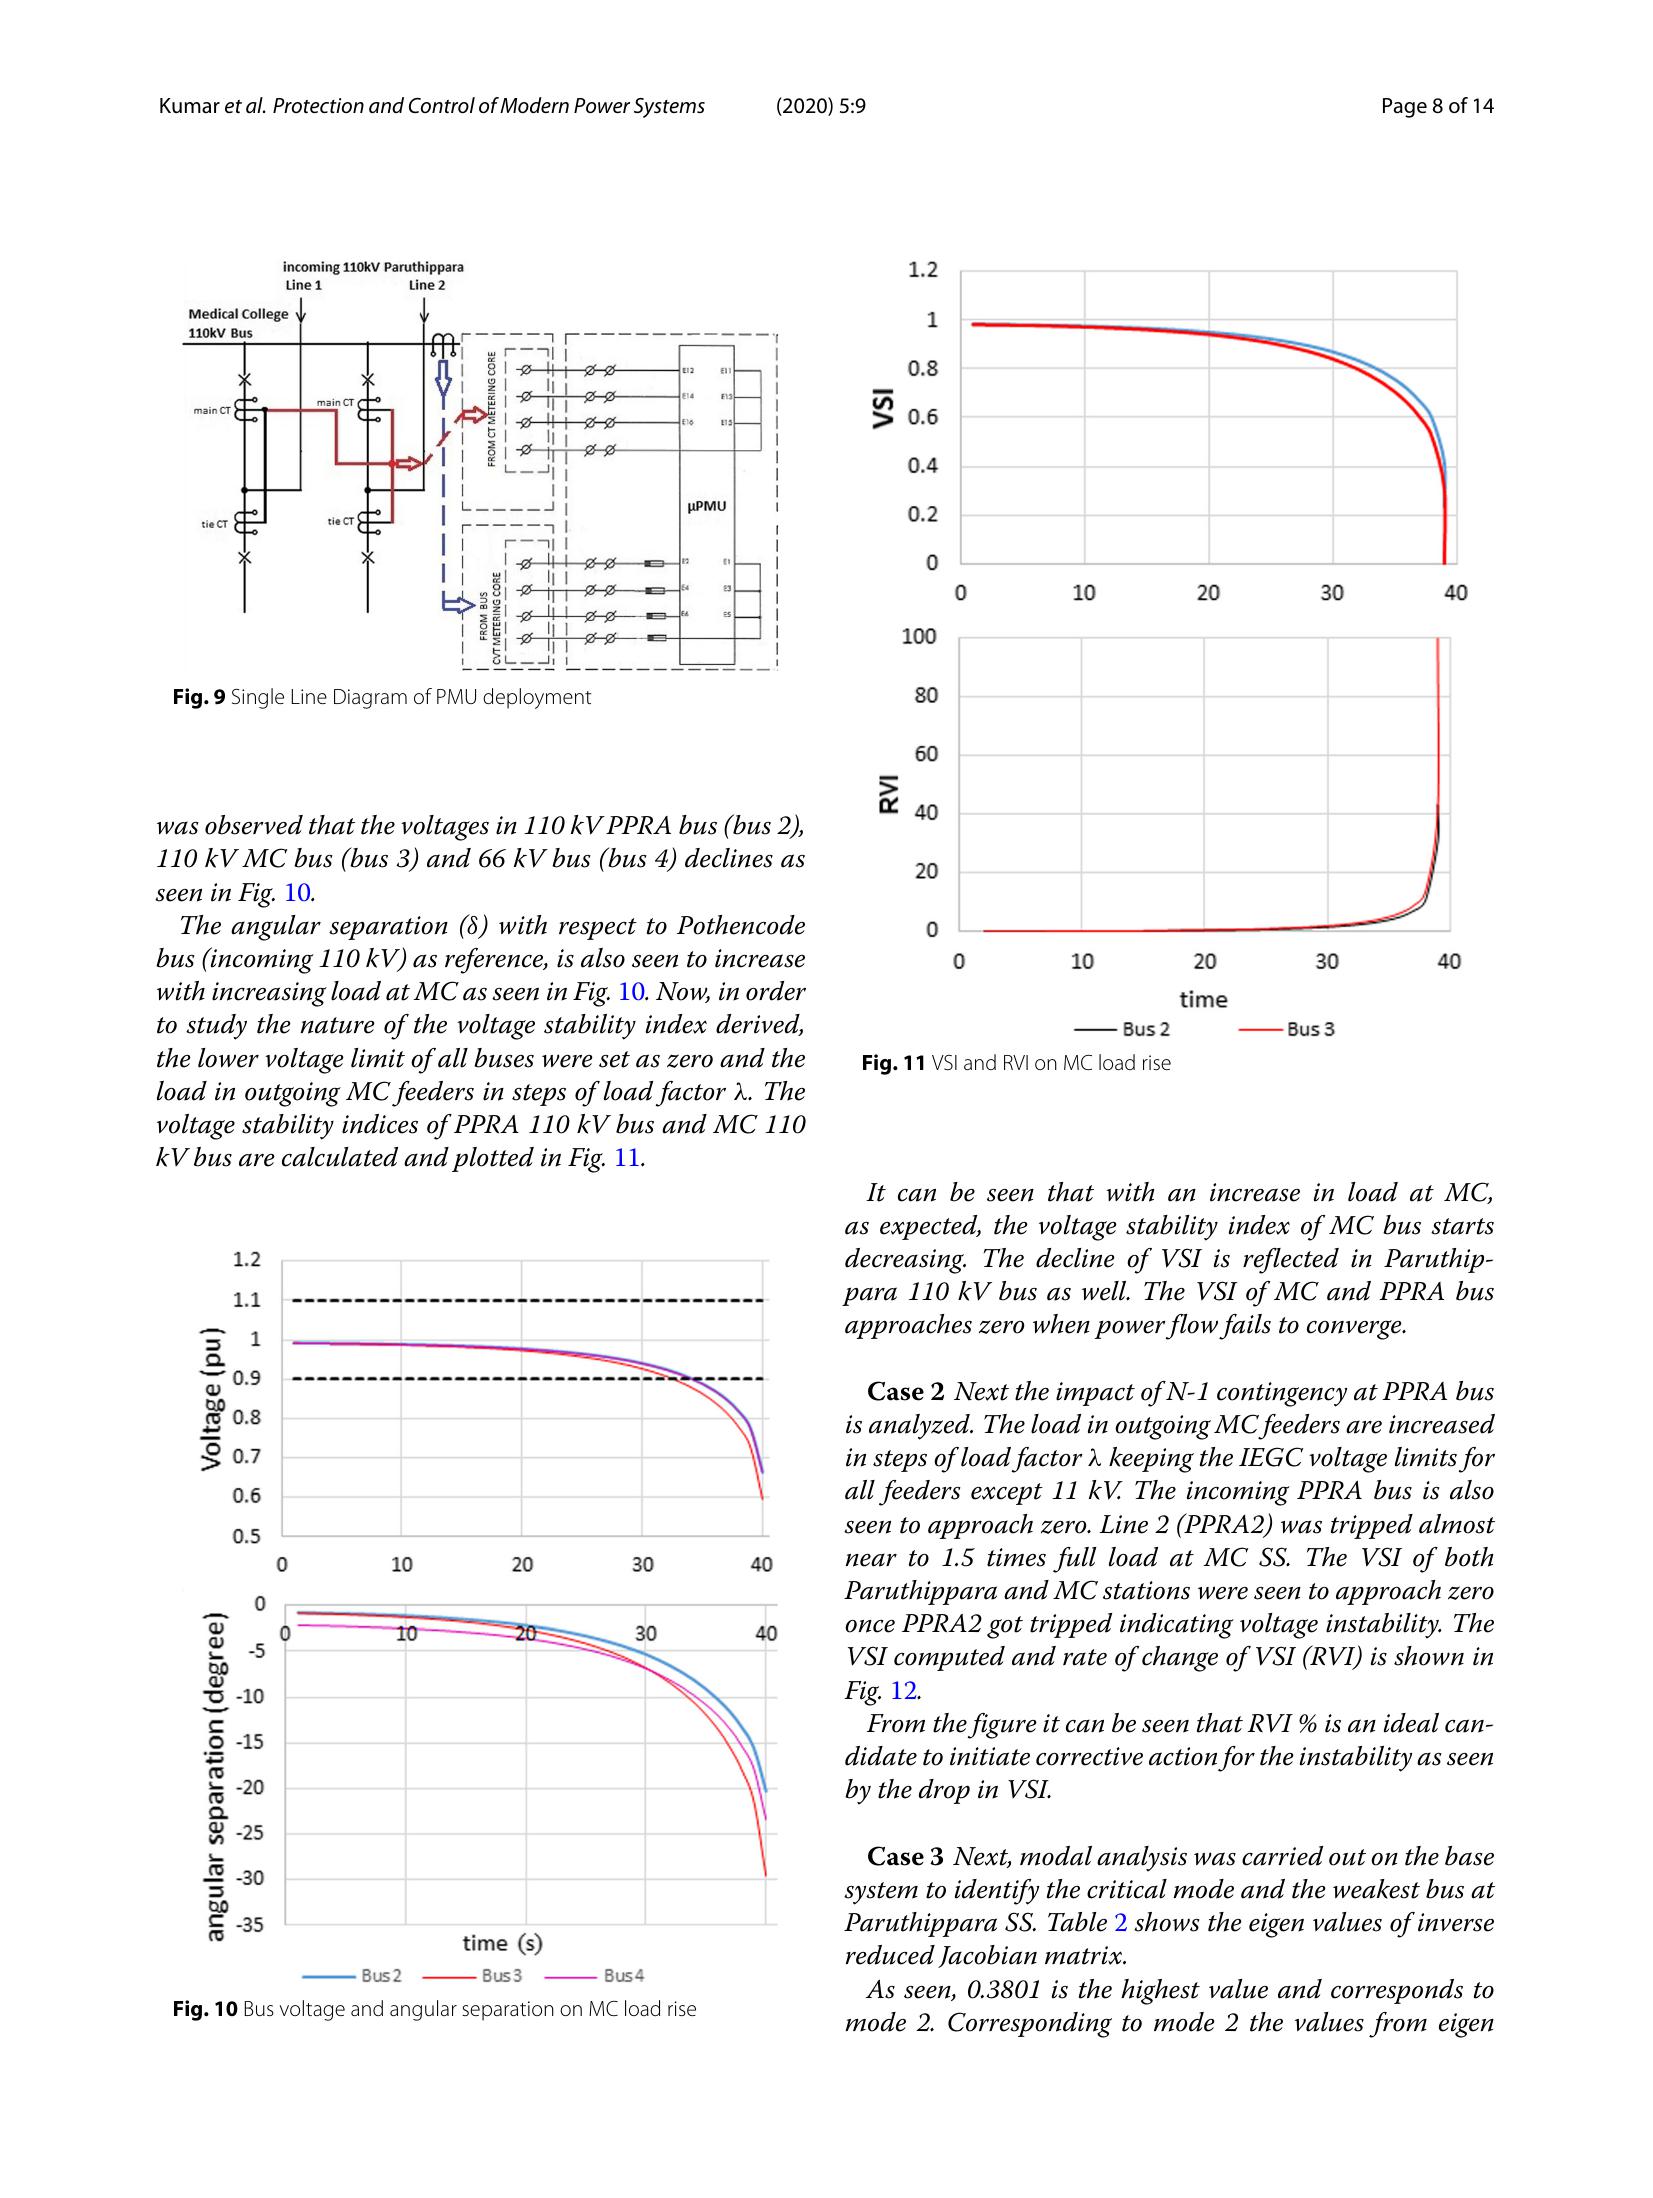 Kumar et al. Protection and Control of Modern Power Systems (2020) 5:9 Page 8 of 14
incoming 110kV Paruthippara
Line 1 Line 2
Medical College
110kV Bus
main CT
main CT
tie CT
tie CT
FROM CT METERING CORE
FROM BUS
CVT METERING CORE
E12 E11
E14 E13
E16 E15
µPMU
E2 E1
E4 E3
E6 E5
Fig. 9 Single Line Diagram of PMU deployment
was observed that the voltages in 110 kV PPRA bus (bus 2),
110 kV MC bus (bus 3) and 66 kV bus (bus 4) declines as
seen in Fig. 10.
The angular separation (δ) with respect to Pothencode
bus (incoming 110 kV) as reference, is also seen to increase
with increasing load at MC as seen in Fig. 10. Now, in order
to study the nature of the voltage stability index derived,
the lower voltage limit of all buses were set as zero and the
load in outgoing MC feeders in steps of load factor λ. The
voltage stability indices of PPRA 110 kV bus and MC 110
kV bus are calculated and plotted in Fig. 11.
Voltage (pu)
1.2
1.1
1
0.9
0.8
0.7
0.6
0.5
0 10 20 30 40
angular separation (degree)
0
0 10 20 30 40
-5
-10
-15
-20
-25
-30
-35
time (s)
Bus2 Bus3 Bus4
Fig. 10 Bus voltage and angular separation on MC load rise
VSI
1.2
1
0.8
0.6
0.4
0.2
0
0 10 20 30 40
RVI
100
80
60
40
20
0
0 10 20 30 40
time
Bus 2 Bus 3
Fig. 11 VSI and RVI on MC load rise
It can be seen that with an increase in load at MC,
as expected, the voltage stability index of MC bus starts
decreasing. The decline of VSI is reflected in Paruthip-
para 110 kV bus as well. The VSI of MC and PPRA bus
approaches zero when power flow fails to converge.
Case 2 Next the impact of N-1 contingency at PPRA bus
is analyzed. The load in outgoing MC feeders are increased
in steps of load factor λ keeping the IEGC voltage limits for
all feeders except 11 kV. The incoming PPRA bus is also
seen to approach zero. Line 2 (PPRA2) was tripped almost
near to 1.5 times full load at MC SS. The VSI of both
Paruthippara and MC stations were seen to approach zero
once PPRA2 got tripped indicating voltage instability. The
VSI computed and rate of change of VSI (RVI) is shown in
Fig. 12.
From the figure it can be seen that RVI % is an ideal can-
didate to initiate corrective action for the instability as seen
by the drop in VSI.
Case 3 Next, modal analysis was carried out on the base
system to identify the critical mode and the weakest bus at
Paruthippara SS. Table 2 shows the eigen values of inverse
reduced Jacobian matrix.
As seen, 0.3801 is the highest value and corresponds to
mode 2. Corresponding to mode 2 the values from eigen